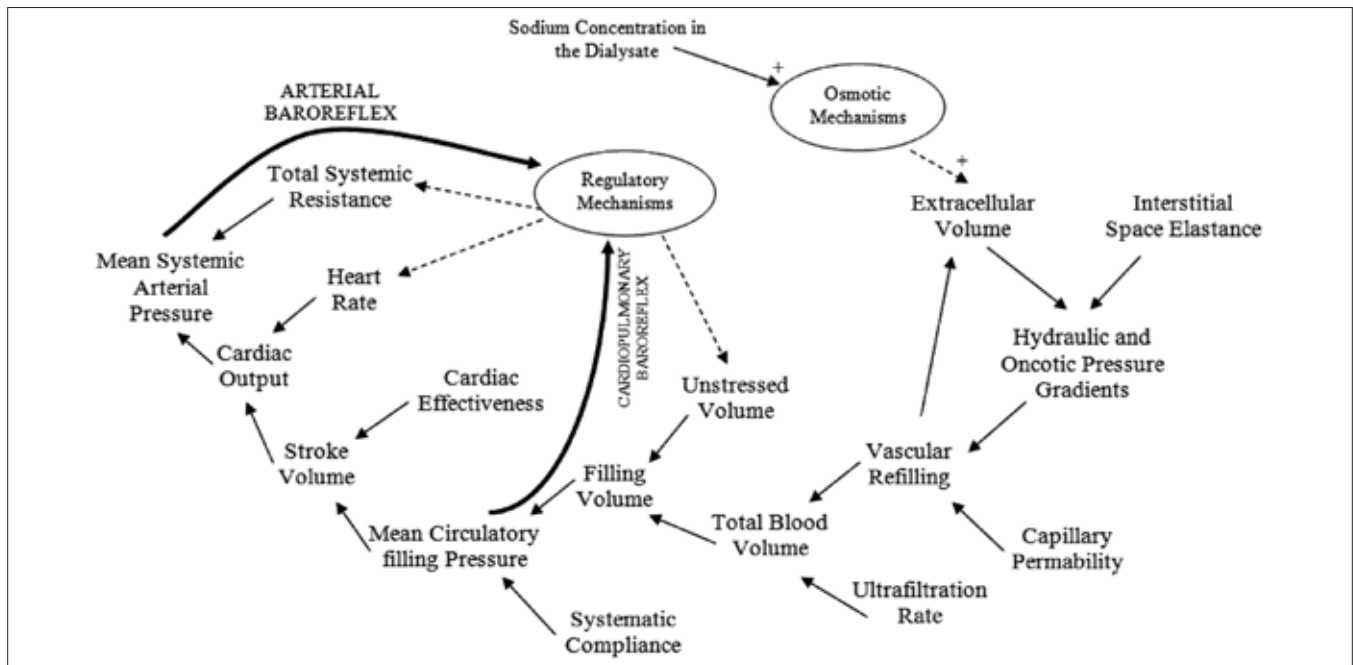 Sodium Concentration in
the Dialysate
+
Osmotic
Mechanisms
+
ARTERIAL
BAROREFLEX
Total Systemic
Resistance
Regulatory
Mechanisms
Extracellular
Volume
Interstitial
Space Elastance
Mean Systemic
Arterial
Pressure
Heart
Rate
CARDIOPULMONARY
BAROREFLEX
Hydraulic and
Oncotic Pressure
Gradients
Cardiac
Output
Cardiac
Effectiveness
Unstressed
Volume
Stroke
Volume
Filling
Volume
Vascular
Refilling
Mean Circulatory
filling Pressure
Total Blood
Volume
Capillary
Permability
Ultrafiltration
Rate
Systematic
Compliance